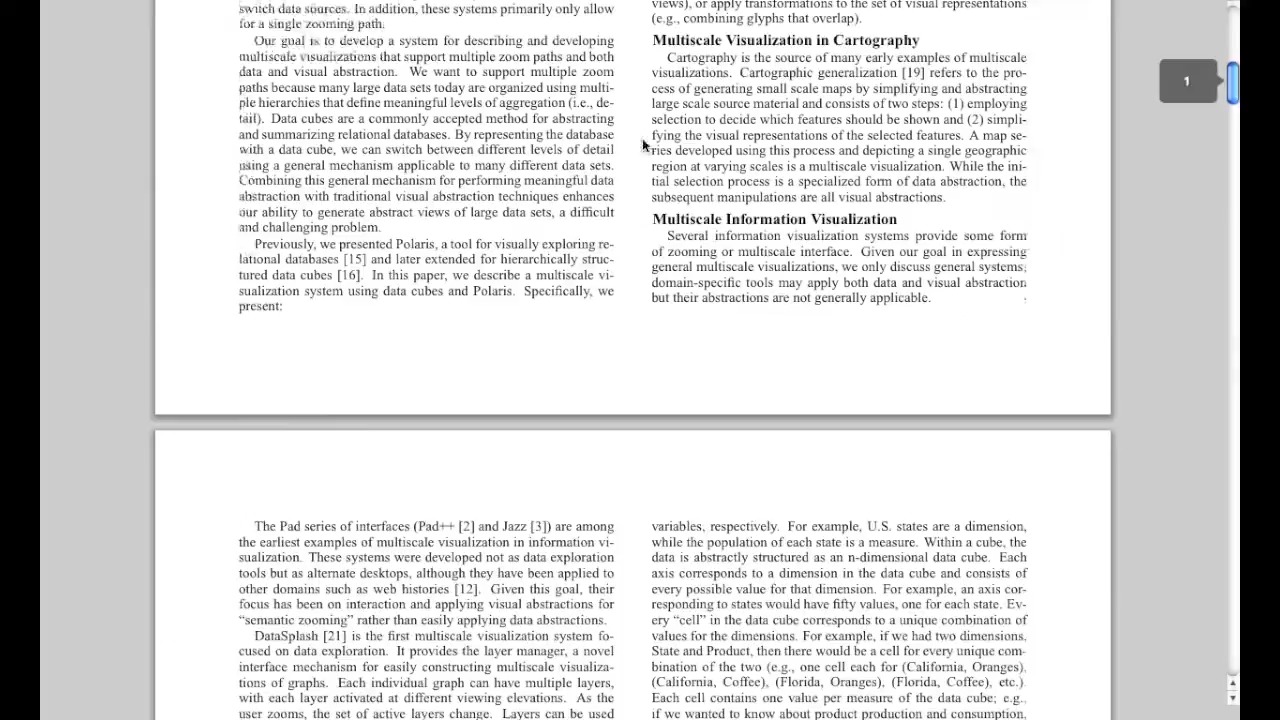 switch data sources. In addition, these systems primarily only allow
for a single zooming path.
Our goal is to develop a system for describing and developing
multiscale visualizations that support multiple zoom paths and both
data and visual abstraction. We want to support multiple zoom
paths because many large data sets today are organized using multi-
ple hierarchies that define meaningful levels of aggregation (i.e., de-
tail). Data cubes are a commonly accepted method for abstracting
and summarizing relational databases. By representing the database
with a data cube, we can switch between different levels of detail
using a general mechanism applicable to many different data sets.
Combining this general mechanism for performing meaningful data
abstraction with traditional visual abstraction techniques enhances
our ability to generate abstract views of large data sets, a difficult
and challenging problem.
Previously, we presented Polaris, a tool for visually exploring re-
lational databases [15] and later extended for hierarchically struc-
tured data cubes [16]. In this paper, we describe a multiscale vi-
sualization system using data cubes and Polaris. Specifically, we
present:
views), or apply transformations to the set of visual representations
(e.g., combining glyphs that overlap).
Multiscale Visualization in Cartography
Cartography is the source of many early examples of multiscale
visualizations. Cartographic generalization [19] refers to the pro-
cess of generating small scale maps by simplifying and abstracting
large scale source material and consists of two steps: (1) employing
selection to decide which features should be shown and (2) simpli-
fying the visual representations of the selected features. A map se-
ries developed using this process and depicting a single geographic
region at varying scales is a multiscale visualization. While the ini-
tial selection process is a specialized form of data abstraction, the
subsequent manipulations are all visual abstractions.
Multiscale Information Visualization
Several information visualization systems provide some form
of zooming or multiscale interface. Given our goal in expressing
general multiscale visualizations, we only discuss general systems;
domain-specific tools may apply both data and visual abstraction
but their abstractions are not generally applicable.
1
The Pad series of interfaces (Pad++ [2] and Jazz [3]) are among
the earliest examples of multiscale visualization in information vi-
sualization. These systems were developed not as data exploration
tools but as alternate desktops, although they have been applied to
other domains such as web histories [12]. Given this goal, their
focus has been on interaction and applying visual abstractions for
“semantic zooming” rather than easily applying data abstractions.
DataSplash [21] is the first multiscale visualization system fo-
cused on data exploration. It provides the layer manager, a novel
interface mechanism for easily constructing multiscale visualiza-
tions of graphs. Each individual graph can have multiple layers,
with each layer activated at different viewing elevations. As the
user zooms, the set of active layers change. Layers can be used
variables, respectively. For example, U.S. states are a dimension,
while the population of each state is a measure. Within a cube, the
data is abstractly structured as an n-dimensional data cube. Each
axis corresponds to a dimension in the data cube and consists of
every possible value for that dimension. For example, an axis cor-
responding to states would have fifty values, one for each state. Ev-
ery “cell” in the data cube corresponds to a unique combination of
values for the dimensions. For example, if we had two dimensions,
State and Product, then there would be a cell for every unique com-
bination of the two (e.g., one cell each for (California, Oranges),
(California, Coffee), (Florida, Oranges), (Florida, Coffee), etc.).
Each cell contains one value per measure of the data cube; e.g.,
if we wanted to know about product production and consumption,